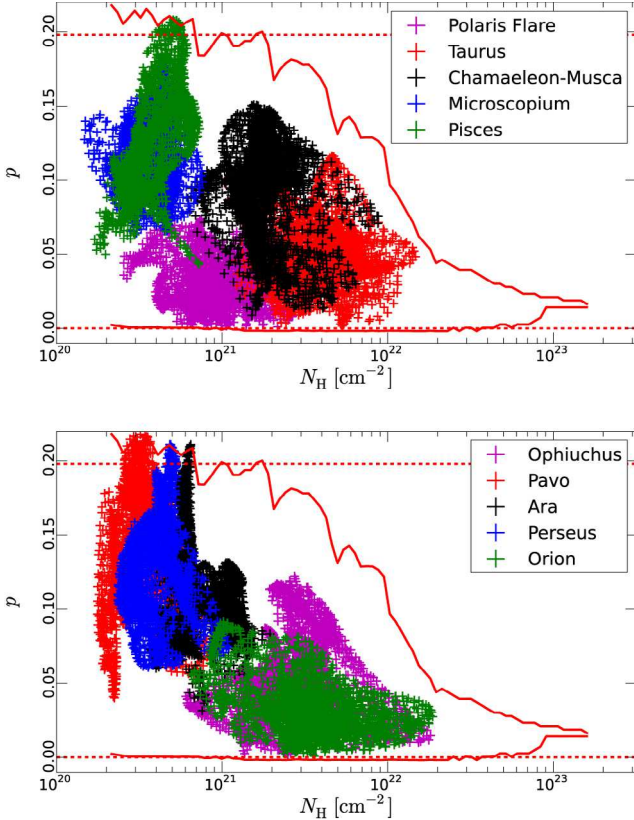 0.20
0.15
0.10
0.05
0.00
p
Polaris Flare
Taurus
Chamaeleon-Musca
Microscopium
Pisces
10^20
10^21
10^22
10^23
N_H [cm^−2]
0.20
0.15
0.10
0.05
0.00
p
Ophiuchus
Pavo
Ara
Perseus
Orion
10^20
10^21
10^22
10^23
N_H [cm^−2]